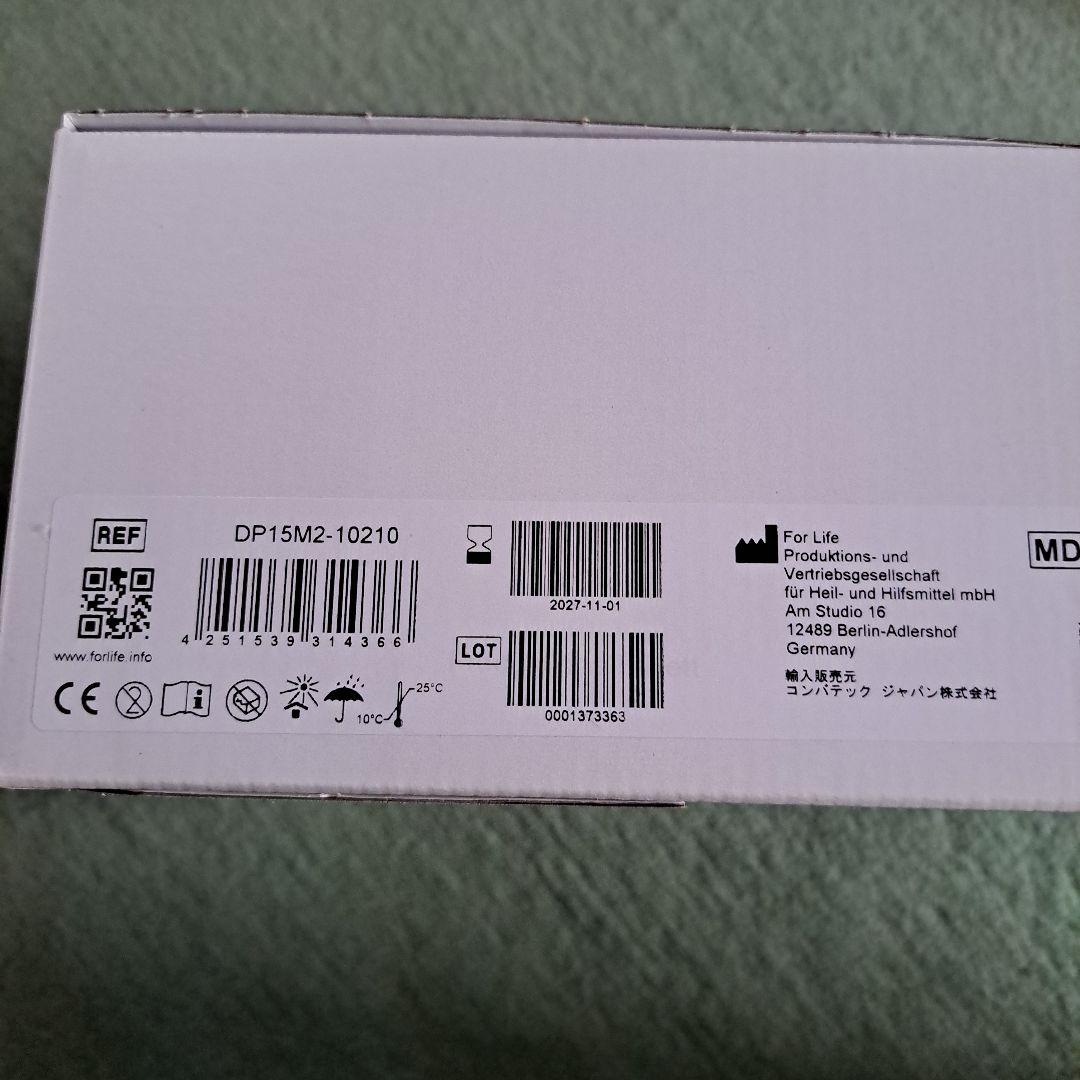 REF
DP15M2-10210
4 251539 314366
www.forlife.info
CE
2
i
10°C
25°C
2027-11-01
LOT
0001373363
For Life
Produktions- und
Vertriebsgesellschaft
für Heil- und Hilfsmittel mbH
Am Studio 16
12489 Berlin-Adlershof
Germany
輸入販売元
コンバテック ジャパン株式会社
MD